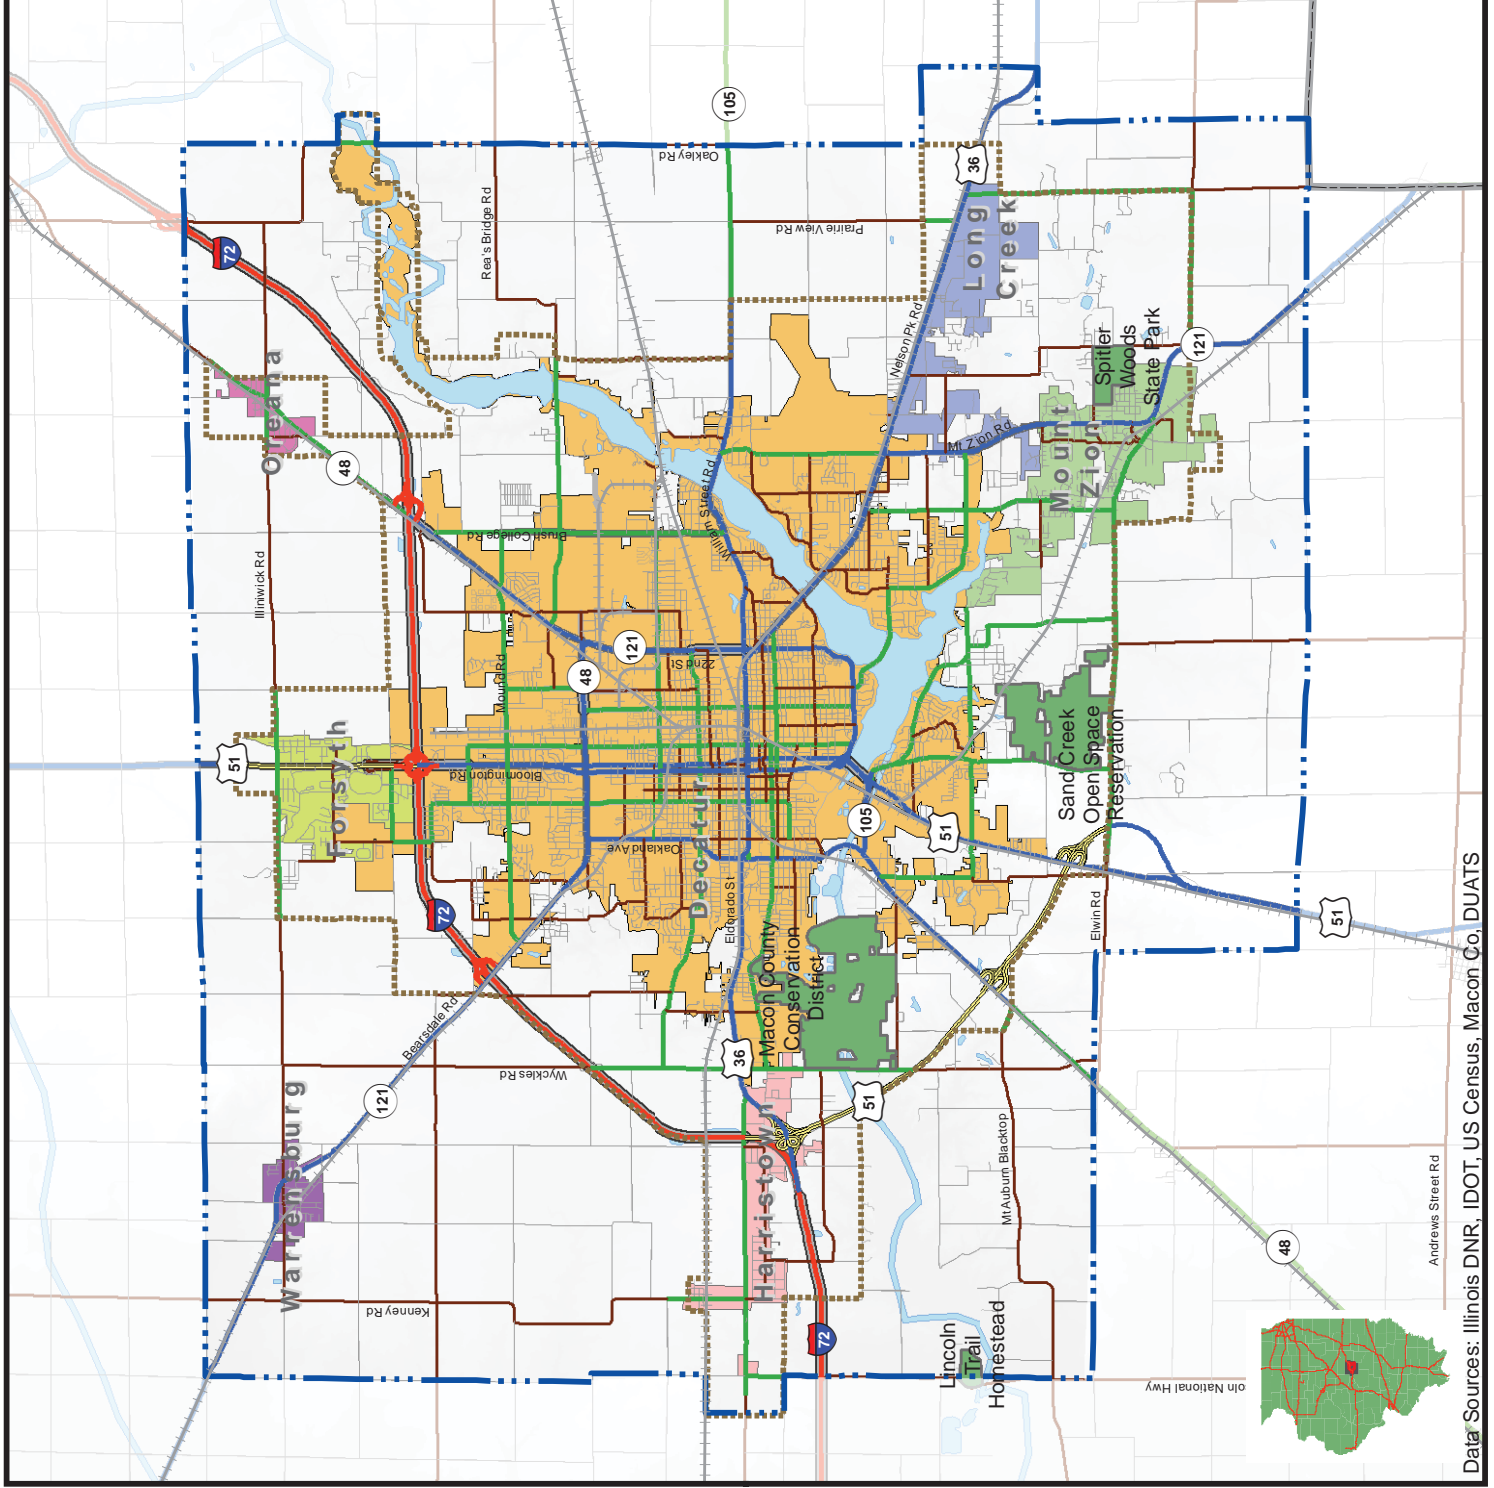 Warrensburg
121
Bearsdale Rd
Kenney Rd
Wyckles Rd
72
Forsyth
51
Illiniwick Rd
Bloomington Rd
Mound Rd
48
121
22nd St
Brush College Rd
48
Oreana
72
Rea's Bridge Rd
Oakley Rd
105
Prairie View Rd
36
Long
Creek
Nelson Pk Rd
William Street Rd
Mt Zion Rd
Mount
Zion
Spitler
Woods
State Park
121
Decatur
Oakland Ave
Eldorado St
36
Harristown
72
51
Macon County
Conservation
District
105
51
Sand Creek
Open Space
Reservation
Elwin Rd
51
Mt Auburn Blacktop
Lincoln
Trail
Homestead
oln National Hwy
48
Andrews Street Rd
Data Sources: Illinois DNR, IDOT, US Census, Macon Co, DUATS